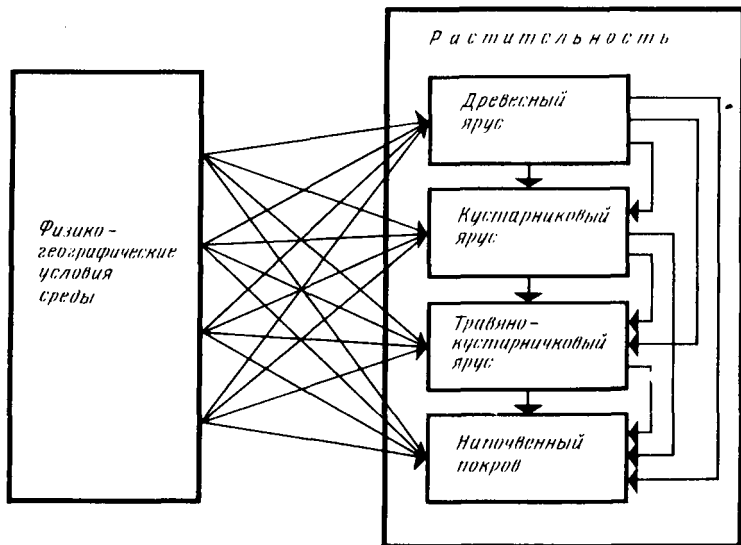 Физико-
географические
условия
среды
Растительность
Древесный
ярус
Кустарниковый
ярус
Травяно-
кустарничковый
ярус
Напочвенный
покров